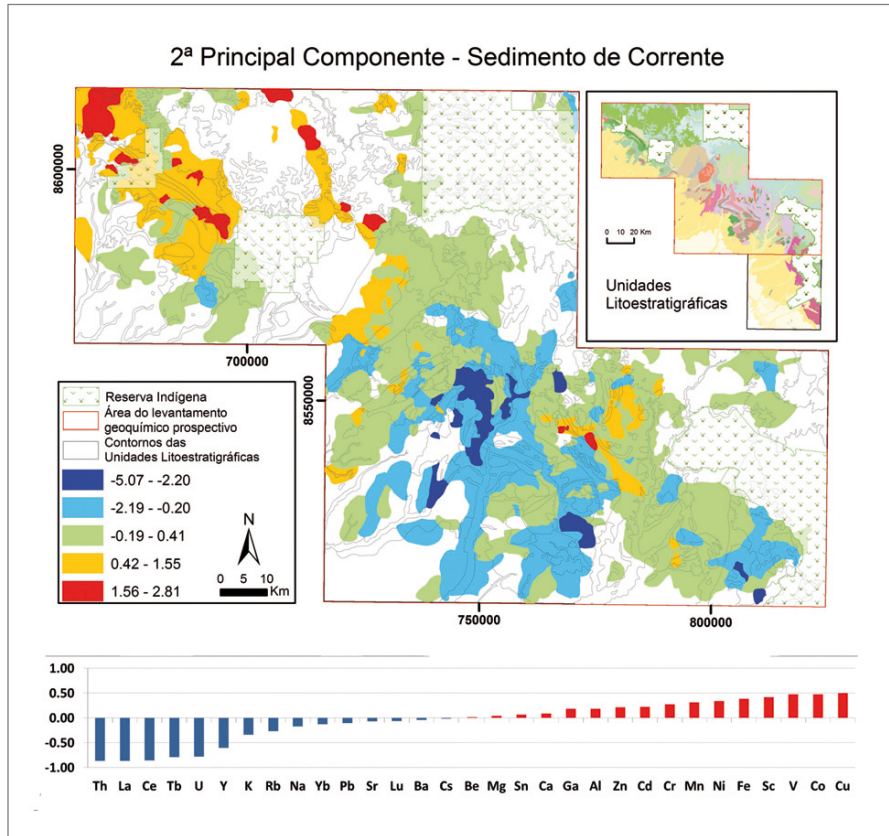 2ª Principal Componente - Sedimento de Corrente
8600000
700000
8550000
750000
800000
0 10 20 Km
Unidades
Litoestratigráficas
Reserva Indígena
Área do levantamento
geoquímico prospectivo
Contornos das
Unidades Litoestratigráficas
-5.07 - -2.20
-2.19 - -0.20
-0.19 - 0.41
0.42 - 1.55
1.56 - 2.81
N
0 5 10
Km
1.00
0.50
0.00
-0.50
-1.00
Th La Ce Tb U Y K Rb Na Yb Pb Sr Lu Ba Cs Be Mg Sn Ca Ga Al Zn Cd Cr Mn Ni Fe Sc V Co Cu